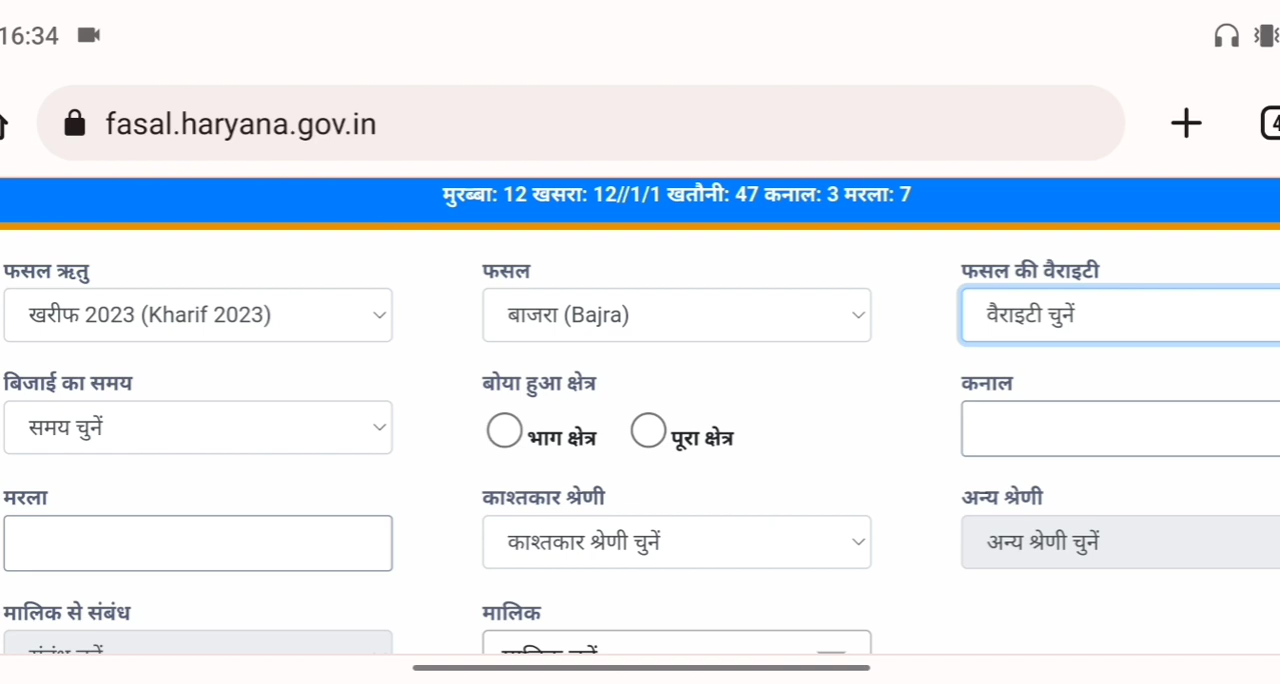 16:34
fasal.haryana.gov.in
मुरब्बा: 12 खसरा: 12//1/1 खतौनी: 47 कनाल: 3 मरला: 7
फसल ऋतु फसल फसल की वैराइटी
खरीफ 2023 (Kharif 2023) बाजरा (Bajra) वैराइटी चुनें
बिजाई का समय बोया हुआ क्षेत्र कनाल
समय चुनें भाग क्षेत्र पूरा क्षेत्र
मरला काश्तकार श्रेणी अन्य श्रेणी
काश्तकार श्रेणी चुनें अन्य श्रेणी चुनें
मालिक से संबंध मालिक